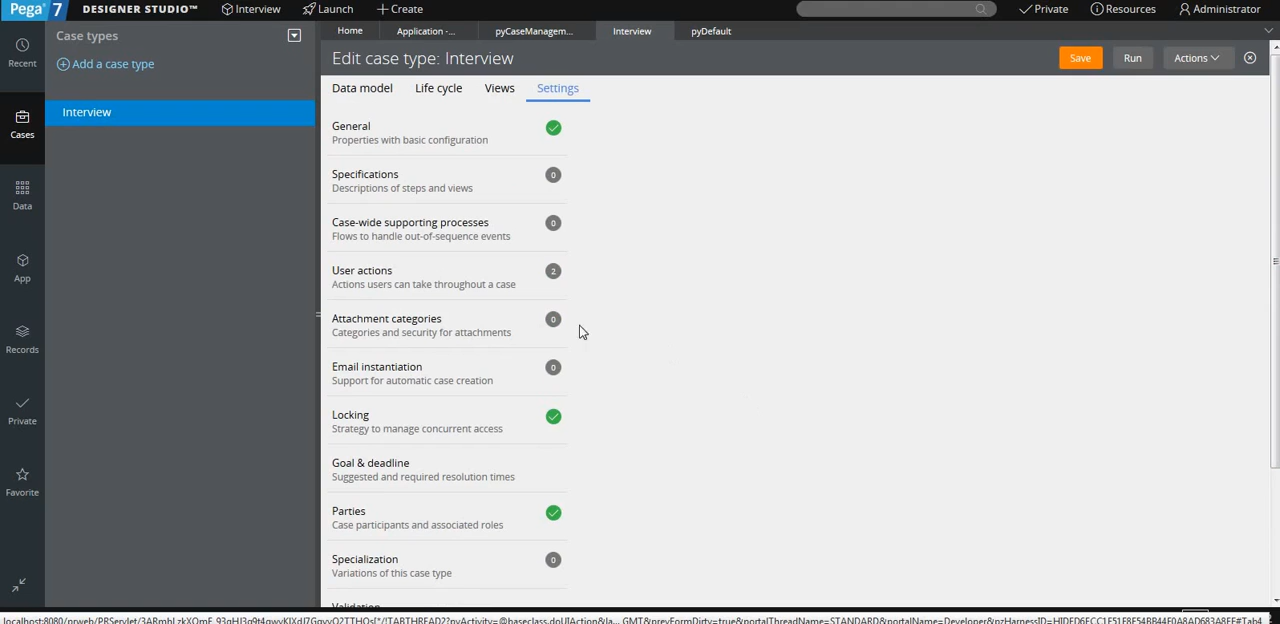 Pega 7 DESIGNER STUDIO™ Interview Launch Create Private Resources Administrator
Home Application -... pyCaseManagem... Interview pyDefault
Recent
Cases
Data
App
Records
Private
Favorite
Case types
Add a case type
Interview
Edit case type: Interview
Save Run Actions
Data model Life cycle Views Settings
General
Properties with basic configuration
Specifications 0
Descriptions of steps and views
Case-wide supporting processes 0
Flows to handle out-of-sequence events
User actions 2
Actions users can take throughout a case
Attachment categories 0
Categories and security for attachments
Email instantiation 0
Support for automatic case creation
Locking
Strategy to manage concurrent access
Goal & deadline
Suggested and required resolution times
Parties
Case participants and associated roles
Specialization 0
Variations of this case type
Validation